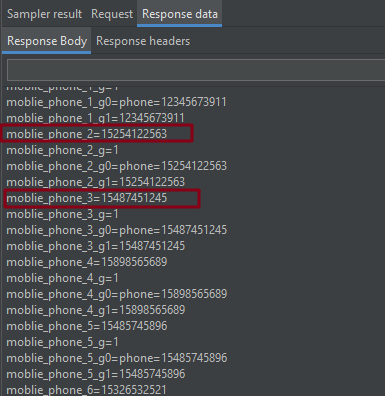 Sampler result Request Response data
Response Body Response headers
moblie_phone_1_g=1
moblie_phone_1_g0=phone=12345673911
moblie_phone_1_g1=12345673911
moblie_phone_2=15254122563
moblie_phone_2_g=1
moblie_phone_2_g0=phone=15254122563
moblie_phone_2_g1=15254122563
moblie_phone_3=15487451245
moblie_phone_3_g=1
moblie_phone_3_g0=phone=15487451245
moblie_phone_3_g1=15487451245
moblie_phone_4=15898565689
moblie_phone_4_g=1
moblie_phone_4_g0=phone=15898565689
moblie_phone_4_g1=15898565689
moblie_phone_5=15485745896
moblie_phone_5_g=1
moblie_phone_5_g0=phone=15485745896
moblie_phone_5_g1=15485745896
moblie_phone_6=15326532521